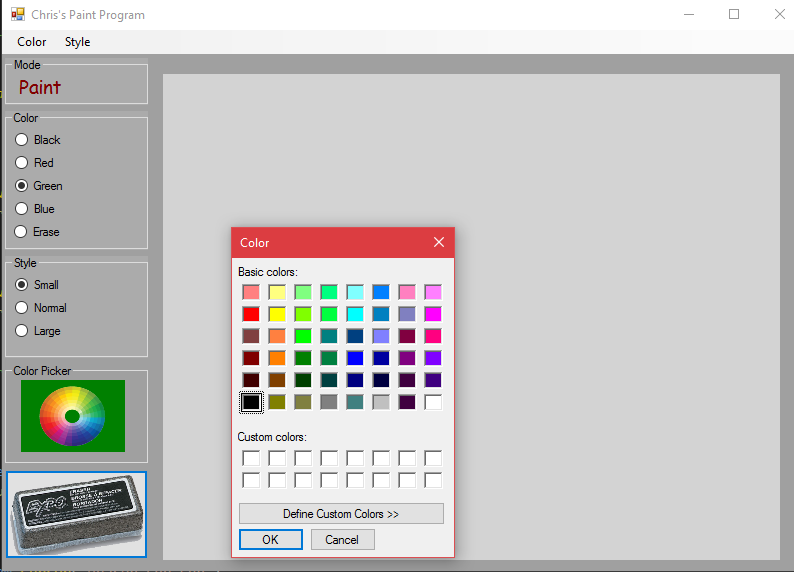 Chris's Paint Program
Color Style
Mode
Paint
Color
Black
Red
Green
Blue
Erase
Style
Small
Normal
Large
Color Picker
EXPO
ERASER
Color
Basic colors:
Custom colors:
Define Custom Colors >>
OK Cancel